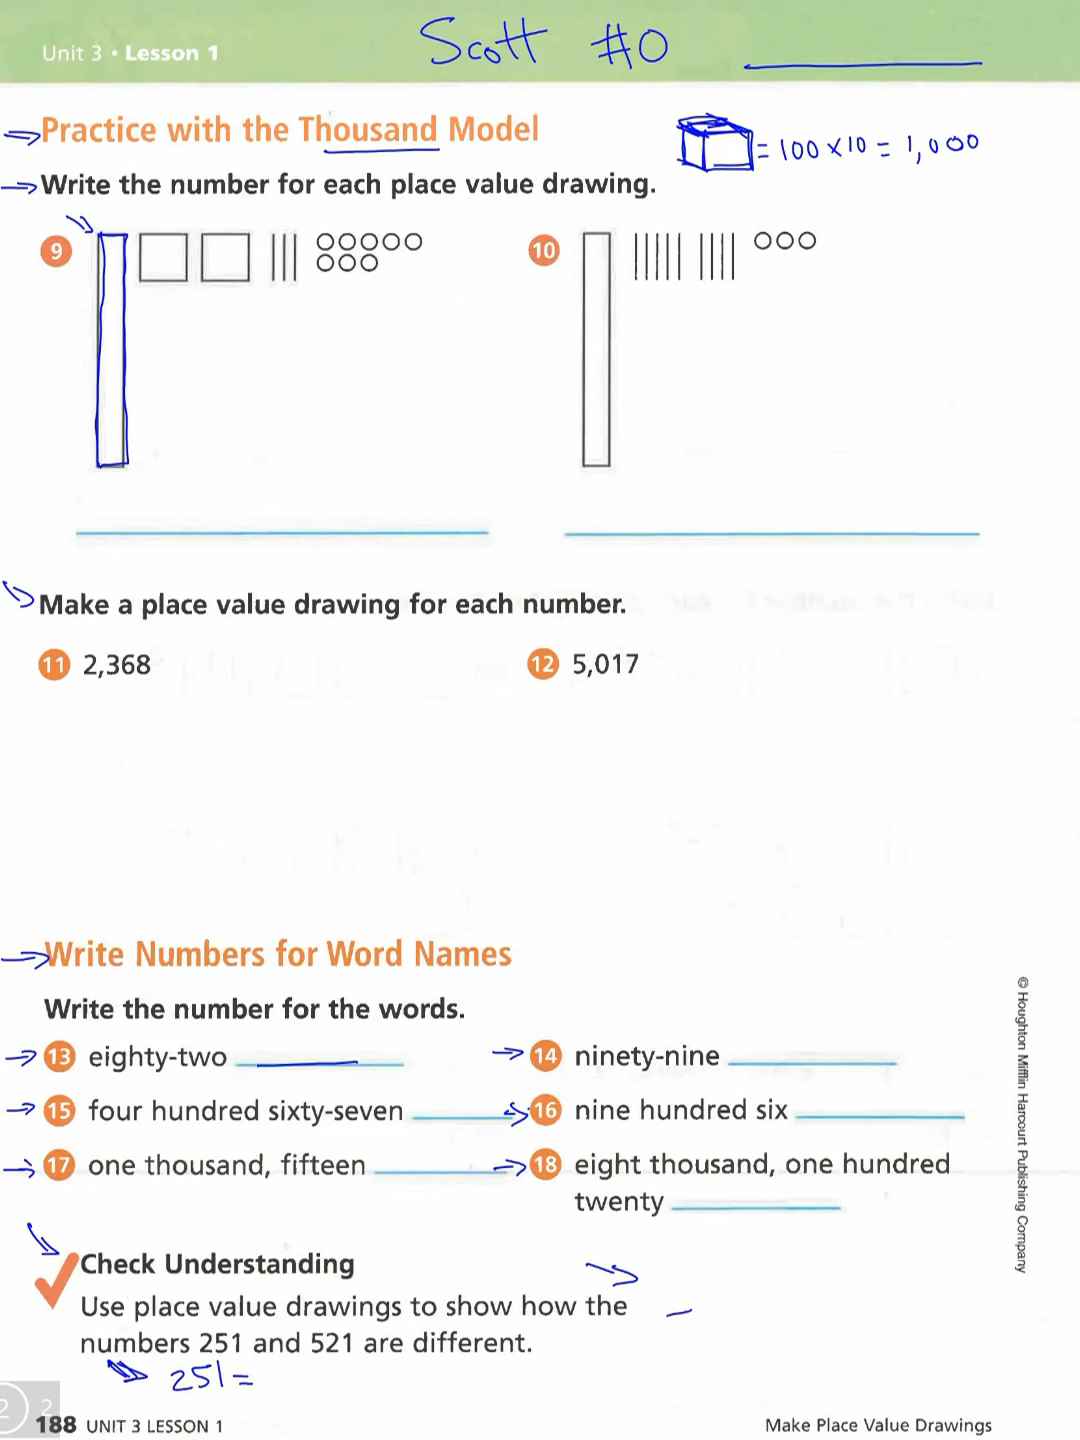 Unit 3 • Lesson 1
Scott #0
Practice with the Thousand Model
= 100 x 10 = 1,000
Write the number for each place value drawing.
9
10
Make a place value drawing for each number.
11 2,368
12 5,017
Write Numbers for Word Names
Write the number for the words.
13 eighty-two
14 ninety-nine
15 four hundred sixty-seven
16 nine hundred six
17 one thousand, fifteen
18 eight thousand, one hundred
twenty
Check Understanding
Use place value drawings to show how the
numbers 251 and 521 are different.
251 =
2 2
188 UNIT 3 LESSON 1
Make Place Value Drawings
© Houghton Mifflin Harcourt Publishing Company